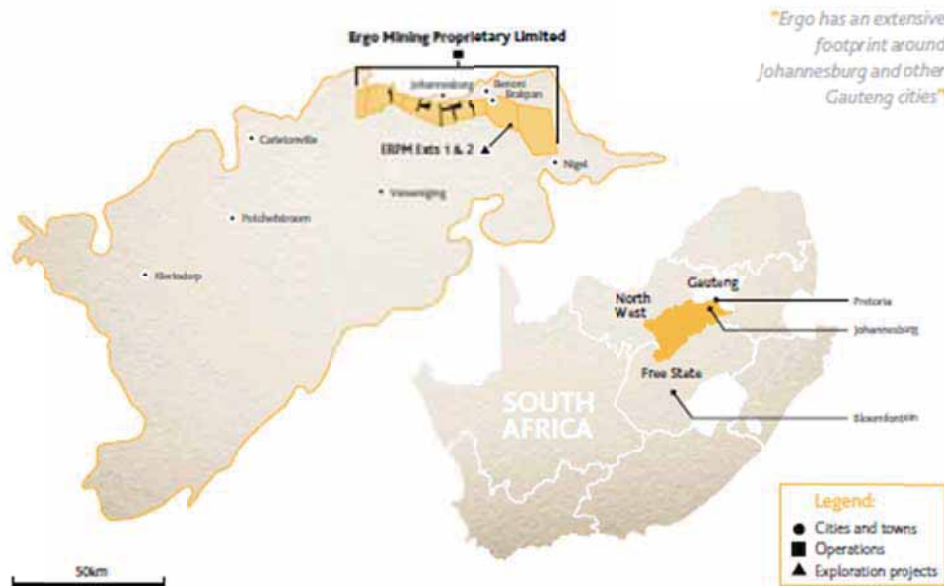 "Ergo has an extensive
footprint around
Johannesburg and other
Gauteng cities"
Ergo Mining Proprietary Limited
Johannesburg
Benoni
Brakpan
Carletonville
ERPM Exts 1 & 2
Nigel
Vereeniging
Potchefstroom
Klerksdorp
Gauteng
North
West
Pretoria
Johannesburg
Free State
SOUTH
AFRICA
Bloemfontein
Legend:
Cities and towns
Operations
Exploration projects
50km